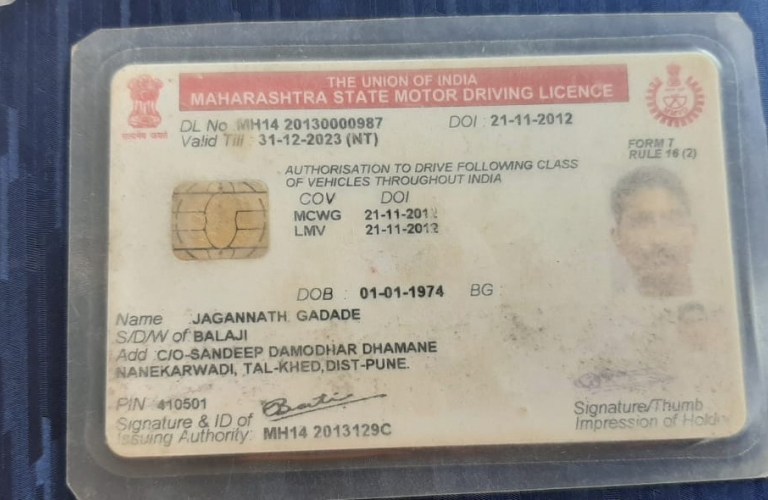 THE UNION OF INDIA
MAHARASHTRA STATE MOTOR DRIVING LICENCE
DL No MH14 20130000987 DOI : 21-11-2012
Valid Till : 31-12-2023 (NT)
FORM 7
RULE 16 (2)
AUTHORISATION TO DRIVE FOLLOWING CLASS
OF VEHICLES THROUGHOUT INDIA
COV DOI
MCWG 21-11-2012
LMV 21-11-2012
DOB : 01-01-1974 BG :
Name JAGANNATH GADADE
S/D/W of BALAJI
Add C/O-SANDEEP DAMODHAR DHAMANE
NANEKARWADI, TAL-KHED,DIST-PUNE.
PIN 410501
Signature & ID of
Issuing Authority: MH14 2013129C
Signature/Thumb
Impression of Holder